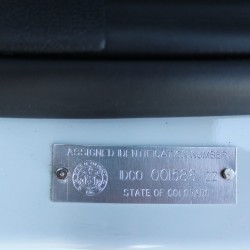 ASSIGNED IDENTIFICATION NUMBER
IDCO 001586
STATE OF COLORADO